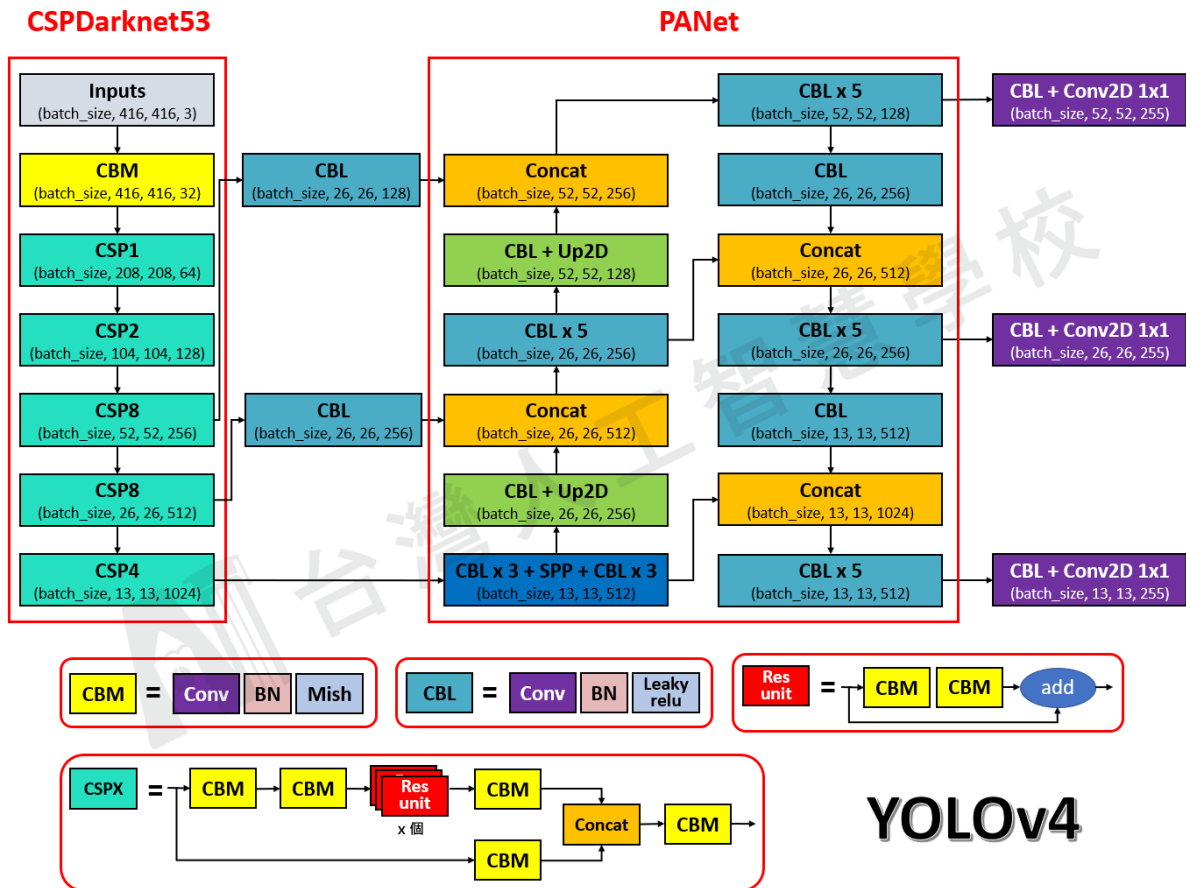 CSPDarknet53
PANet
Inputs
(batch_size, 416, 416, 3)
CBM
(batch_size, 416, 416, 32)
CSP1
(batch_size, 208, 208, 64)
CSP2
(batch_size, 104, 104, 128)
CSP8
(batch_size, 52, 52, 256)
CSP8
(batch_size, 26, 26, 512)
CSP4
(batch_size, 13, 13, 1024)
CBL
(batch_size, 26, 26, 128)
CBL
(batch_size, 26, 26, 256)
Concat
(batch_size, 52, 52, 256)
CBL + Up2D
(batch_size, 52, 52, 128)
CBL x 5
(batch_size, 26, 26, 256)
Concat
(batch_size, 26, 26, 512)
CBL + Up2D
(batch_size, 26, 26, 256)
CBL x 3 + SPP + CBL x 3
(batch_size, 13, 13, 512)
CBL x 5
(batch_size, 52, 52, 128)
CBL
(batch_size, 26, 26, 256)
Concat
(batch_size, 26, 26, 512)
CBL x 5
(batch_size, 26, 26, 256)
CBL
(batch_size, 13, 13, 512)
Concat
(batch_size, 13, 13, 1024)
CBL x 5
(batch_size, 13, 13, 512)
CBL + Conv2D 1x1
(batch_size, 52, 52, 255)
CBL + Conv2D 1x1
(batch_size, 26, 26, 255)
CBL + Conv2D 1x1
(batch_size, 13, 13, 255)
台灣人工智慧學校
CBM = Conv BN Mish
CBL = Conv BN Leaky
relu
Res
unit = CBM CBM add
CSPX = CBM CBM Res
unit CBM
x 個
Concat CBM
CBM
YOLOv4